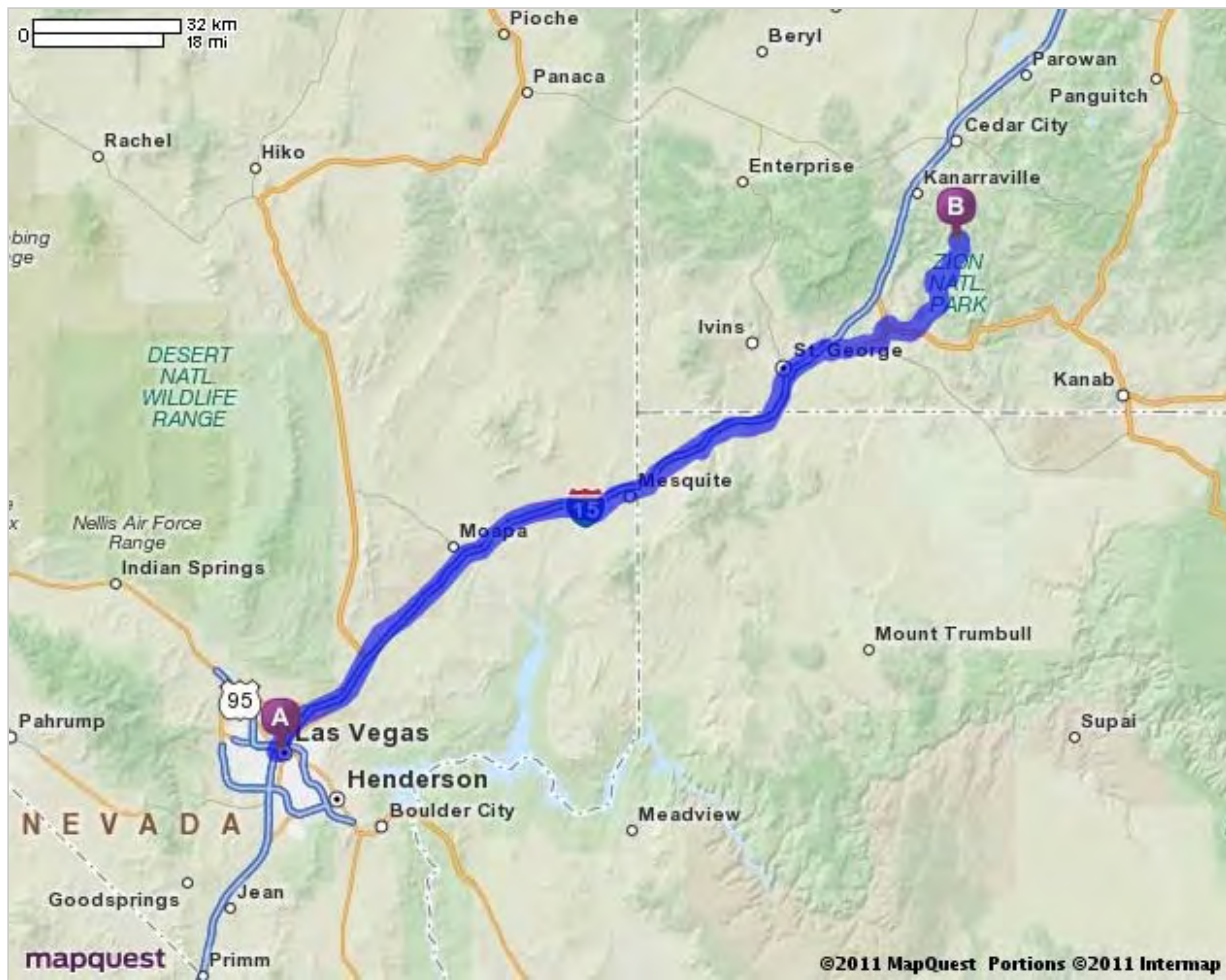 0
32 km
18 mi
Pioche
Beryl
Parowan
Panaca
Panguitch
Rachel
Hiko
Cedar City
Enterprise
Kanarraville
B
bing
ge
ZION
NATL.
PARK
Ivins
St. George
DESERT
NATL.
WILDLIFE
RANGE
Kanab
Mesquite
15
Nellis Air Force
Range
Moapa
x
Indian Springs
Mount Trumbull
95
A
Pahrump
Las Vegas
Supai
Henderson
NEVADA
Boulder City
Meadview
Goodsprings
Jean
mapquest
Primm
©2011 MapQuest Portions ©2011 Intermap